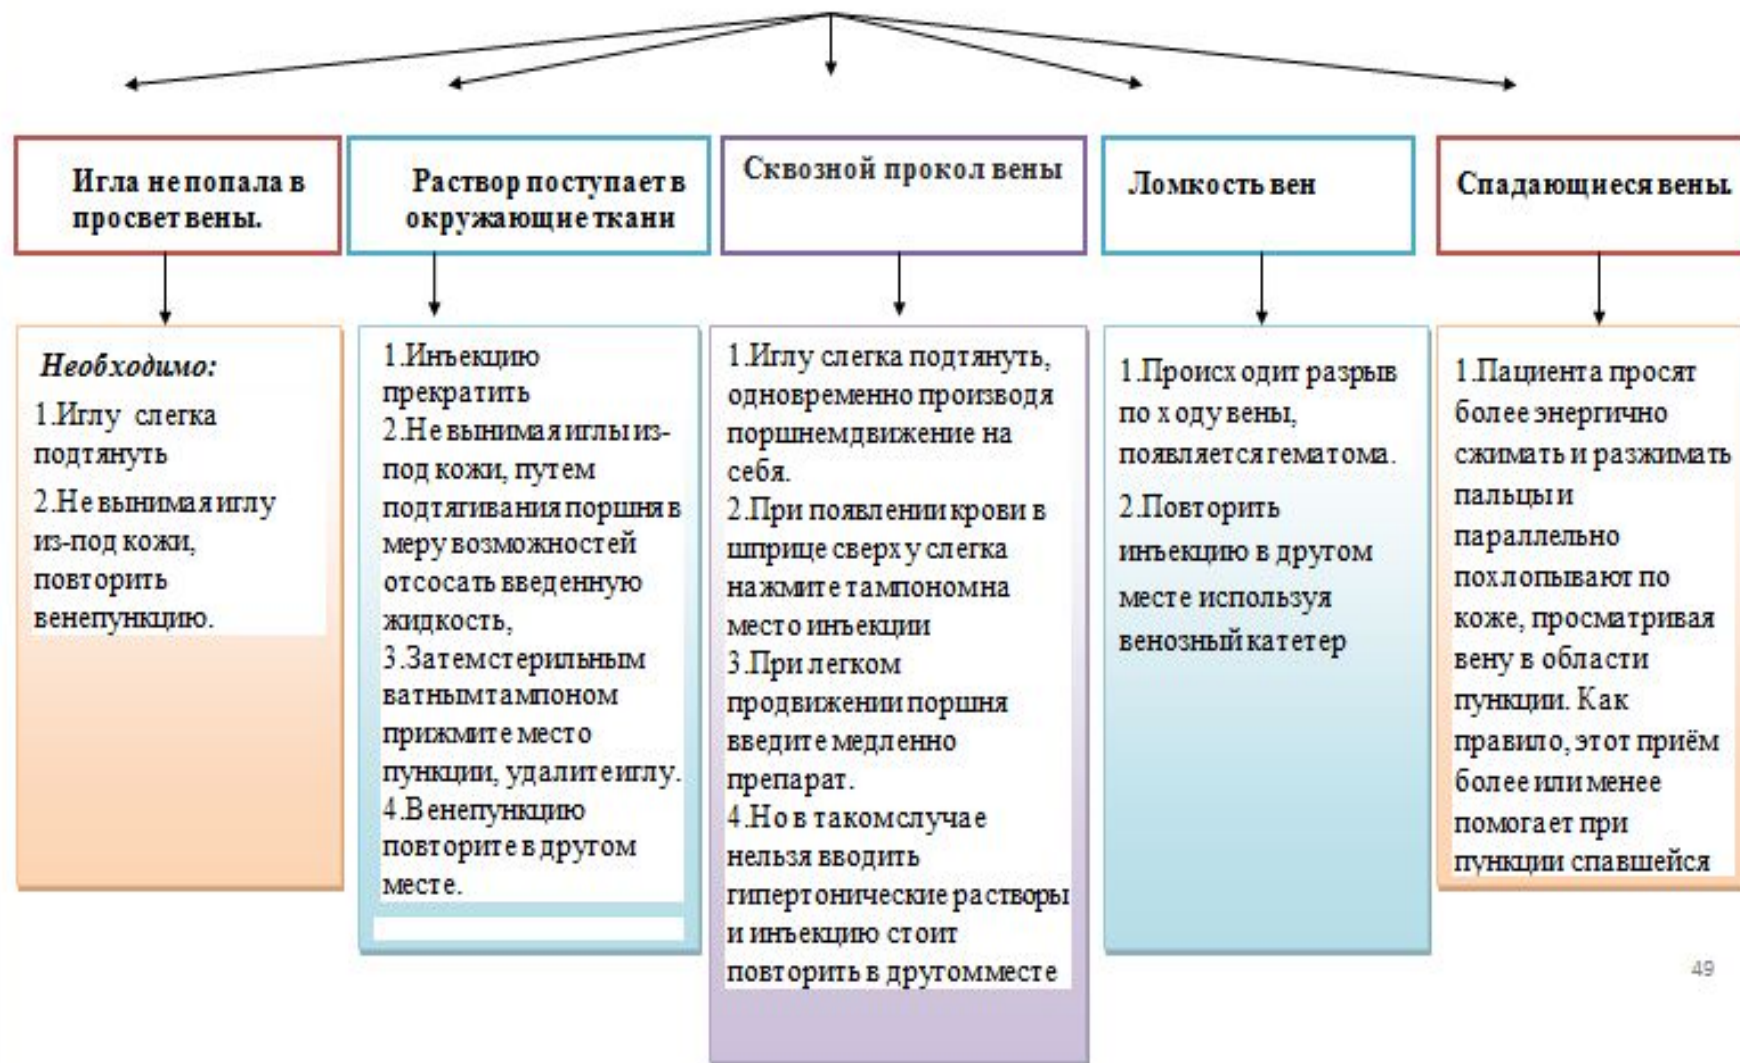 Игла не попала в
просвет вены.
Раствор поступает в
окружающие ткани
Сквозной прокол вены
Ломкость вен
Спадающиеся вены.
Необходимо:
1.Иглу слегка
подтянуть
2.Не вынимая иглу
из-под кожи,
повторить
венепункцию.
1.Инъекцию
прекратить
2.Не вынимая иглы из-
под кожи, путем
подтягивания поршня в
меру возможностей
отсосать введенную
жидкость,
3.Затем стерильным
ватным тампоном
прижмите место
пункции, удалите иглу.
4.Венепункцию
повторите в другом
месте.
1.Иглу слегка подтянуть,
одновременно производя
поршнем движение на
себя.
2.При появлении крови в
шприце сверху слегка
нажмите тампоном на
место инъекции
3.При легком
продвижении поршня
введите медленно
препарат.
4.Но в таком случае
нельзя вводить
гипертонические растворы
и инъекцию стоит
повторить в другом месте
1.Происходит разрыв
по ходу вены,
появляется гематома.
2.Повторить
инъекцию в другом
месте используя
венозный катетер
1.Пациента просят
более энергично
сжимать и разжимать
пальцы и
параллельно
похлопывают по
коже, просматривая
вену в области
пункции. Как
правило, этот приём
более или менее
помогает при
пункции спавшейся
49